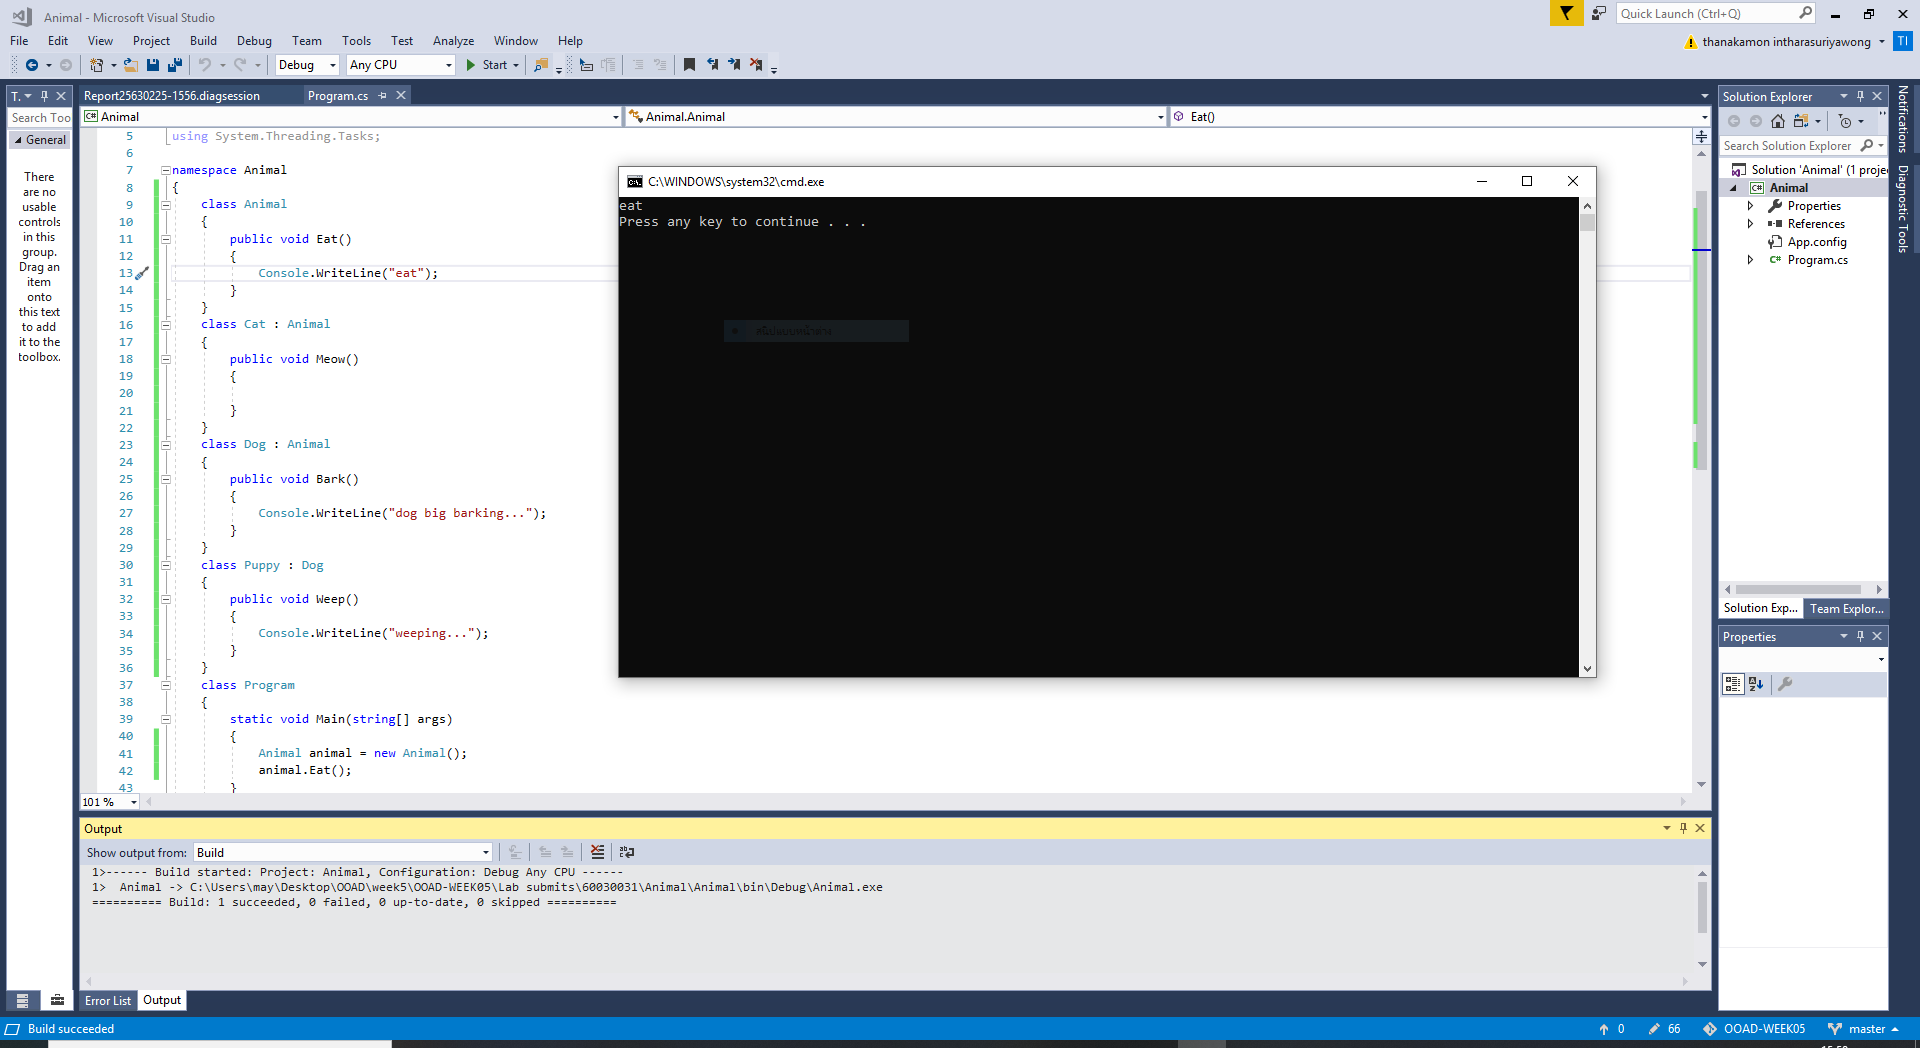 Animal - Microsoft Visual Studio
Quick Launch (Ctrl+Q)
File Edit View Project Build Debug Team Tools Test Analyze Window Help
thanakamon intharasuriyawong TI
Debug Any CPU Start
T.
Search Too
General
There
are no
usable
controls
in this
group.
Drag an
item
onto
this text
to add
it to the
toolbox.
Report25630225-1556.diagsession Program.cs
Animal Animal.Animal Eat()
5 using System.Threading.Tasks;
6
7 namespace Animal
8 {
9 class Animal
10 {
11 public void Eat()
12 {
13 Console.WriteLine("eat");
14 }
15 }
16 class Cat : Animal
17 {
18 public void Meow()
19 {
20
21 }
22 }
23 class Dog : Animal
24 {
25 public void Bark()
26 {
27 Console.WriteLine("dog big barking...");
28 }
29 }
30 class Puppy : Dog
31 {
32 public void Weep()
33 {
34 Console.WriteLine("weeping...");
35 }
36 }
37 class Program
38 {
39 static void Main(string[] args)
40 {
41 Animal animal = new Animal();
42 animal.Eat();
43 }
101 %
C:\WINDOWS\system32\cmd.exe
eat
Press any key to continue . . .
Solution Explorer
Search Solution Explorer
Solution 'Animal' (1 projec
Animal
Properties
References
App.config
Program.cs
Solution Exp... Team Explor...
Properties
Notifications
Diagnostic Tools
Output
Show output from: Build
1>------ Build started: Project: Animal, Configuration: Debug Any CPU ------
1> Animal -> C:\Users\may\Desktop\OOAD\week5\OOAD-WEEK05\Lab submits\60030031\Animal\Animal\bin\Debug\Animal.exe
========== Build: 1 succeeded, 0 failed, 0 up-to-date, 0 skipped ==========
Error List Output
Build succeeded
0 66 OOAD-WEEK05 master